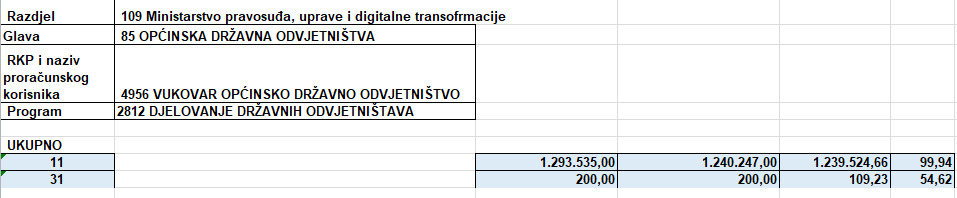 Razdjel 109 Ministarstvo pravosuđa, uprave i digitalne transofrmacije
Glava 85 OPĆINSKA DRŽAVNA ODVJETNIŠTVA
RKP i naziv
proračunskog
korisnika 4956 VUKOVAR OPĆINSKO DRŽAVNO ODVJETNIŠTVO
Program 2812 DJELOVANJE DRŽAVNIH ODVJETNIŠTAVA
UKUPNO
11 1.293.535,00 1.240.247,00 1.239.524,66 99,94
31 200,00 200,00 109,23 54,62